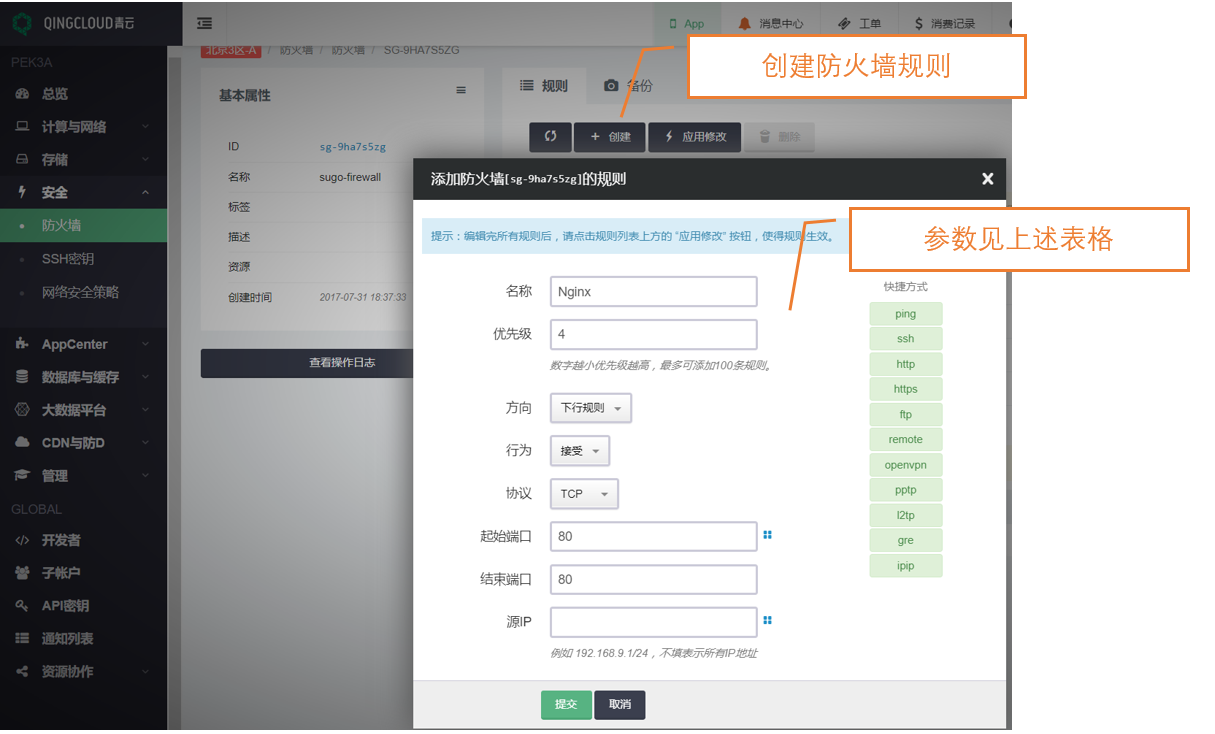 QINGCLOUD青云
App
消息中心
工单
消费记录
PEK3A
总览
计算与网络
存储
安全
防火墙
SSH密钥
网络安全策略
AppCenter
数据库与缓存
大数据平台
CDN与防D
管理
GLOBAL
开发者
子帐户
API密钥
通知列表
资源协作
北京3区-A / 防火墙 / 防火墙 / SG-9HA7S5ZG
基本属性
ID sg-9ha7s5zg
名称 sugo-firewall
标签
描述
资源
创建时间 2017-07-31 18:37:33
查看操作日志
规则 备份
创建 应用修改 删除
创建防火墙规则
添加防火墙[sg-9ha7s5zg]的规则
提示：编辑完所有规则后，请点击规则列表上方的 “应用修改” 按钮，使得规则生效。
参数见上述表格
名称 Nginx
优先级 4
数字越小优先级越高，最多可添加100条规则。
方向 下行规则
行为 接受
协议 TCP
起始端口 80
结束端口 80
源IP
例如 192.168.9.1/24，不填表示所有IP地址
快捷方式
ping
ssh
http
https
ftp
remote
openvpn
pptp
l2tp
gre
ipip
提交 取消